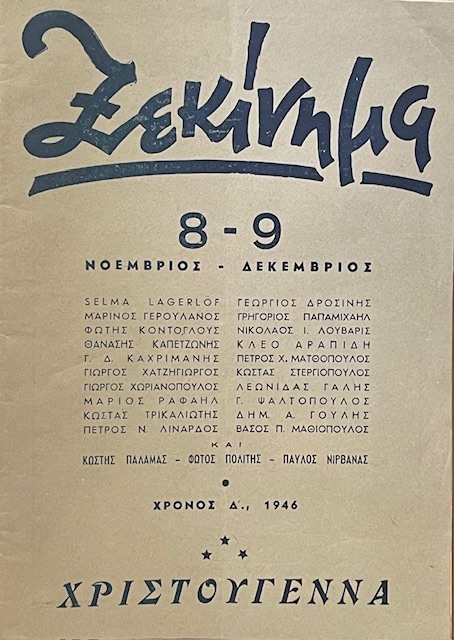 Ξεκίνημα
8-9
ΝΟΕΜΒΡΙΟΣ - ΔΕΚΕΜΒΡΙΟΣ
SELMA LAGERLÖF ΓΕΩΡΓΙΟΣ ΔΡΟΣΙΝΗΣ
ΜΑΡΙΝΟΣ ΓΕΡΟΥΛΑΝΟΣ ΓΡΗΓΟΡΙΟΣ ΠΑΠΑΜΙΧΑΗΛ
ΦΩΤΗΣ ΚΟΝΤΟΓΛΟΥΣ ΝΙΚΟΛΑΟΣ Ι. ΛΟΥΒΑΡΙΣ
ΘΑΝΑΣΗΣ ΚΑΠΕΤΖΩΝΗΣ ΚΛΕΟ ΑΡΑΠΙΔΗ
Γ. Δ. ΚΑΧΡΙΜΑΝΗΣ ΠΕΤΡΟΣ Χ. ΜΑΤΘΟΠΟΥΛΟΣ
ΓΙΩΡΓΟΣ ΧΑΤΖΗΓΙΩΡΓΟΣ ΚΩΣΤΑΣ ΣΤΕΡΓΙΟΠΟΥΛΟΣ
ΓΙΩΡΓΟΣ ΧΩΡΙΑΝΟΠΟΥΛΟΣ ΛΕΩΝΙΔΑΣ ΓΑΛΗΣ
ΜΑΡΙΟΣ ΡΑΦΑΗΛ Γ. ΨΑΛΤΟΠΟΥΛΟΣ
ΚΩΣΤΑΣ ΤΡΙΚΑΛΙΩΤΗΣ ΔΗΜ. Α. ΓΟΥΛΗΣ
ΠΕΤΡΟΣ Ν. ΛΙΝΑΡΔΟΣ ΒΑΣΟΣ Π. ΜΑΘΙΟΠΟΥΛΟΣ
ΚΑΙ
ΚΩΣΤΗΣ ΠΑΛΑΜΑΣ - ΦΩΤΟΣ ΠΟΛΙΤΗΣ - ΠΑΥΛΟΣ ΝΙΡΒΑΝΑΣ
ΧΡΟΝΟΣ Δ'., 1946
ΧΡΙΣΤΟΥΓΕΝΝΑ